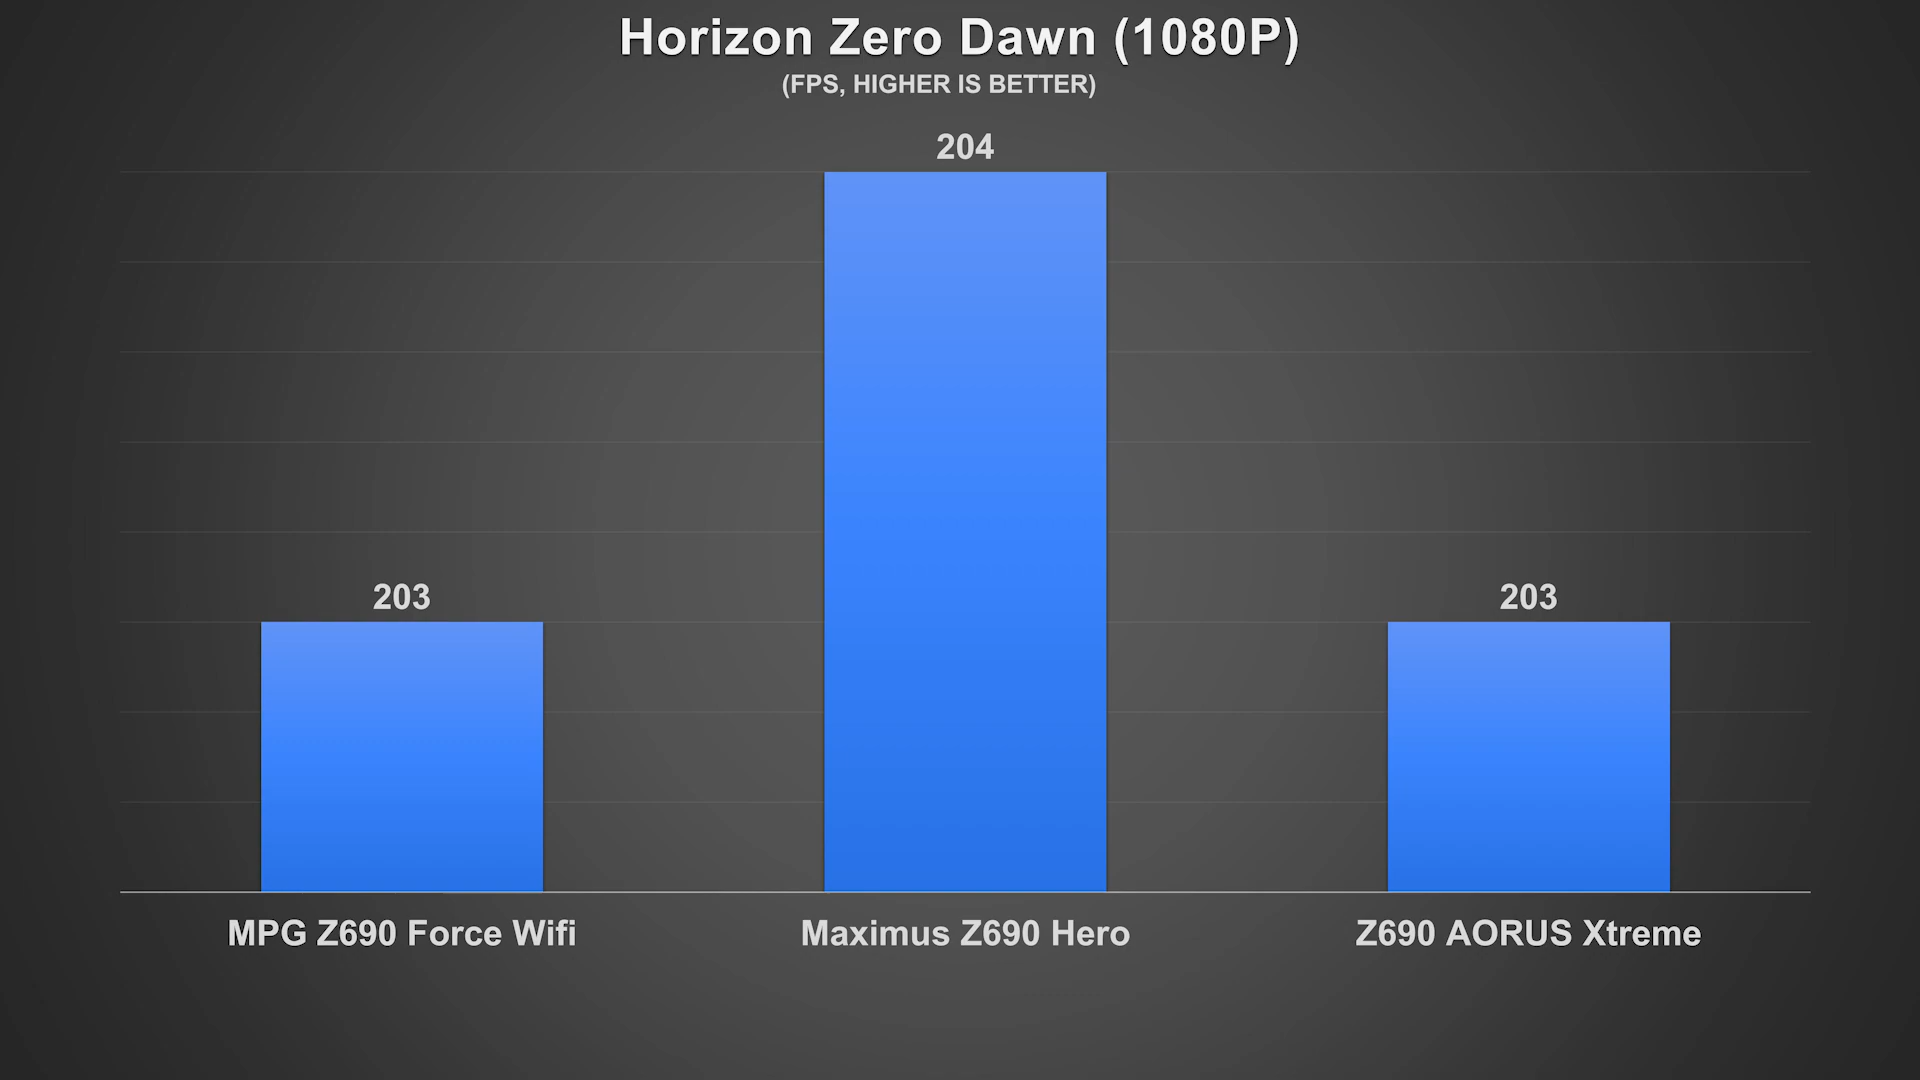 Horizon Zero Dawn (1080P)
(FPS, HIGHER IS BETTER)
204
203
203
MPG Z690 Force Wifi
Maximus Z690 Hero
Z690 AORUS Xtreme